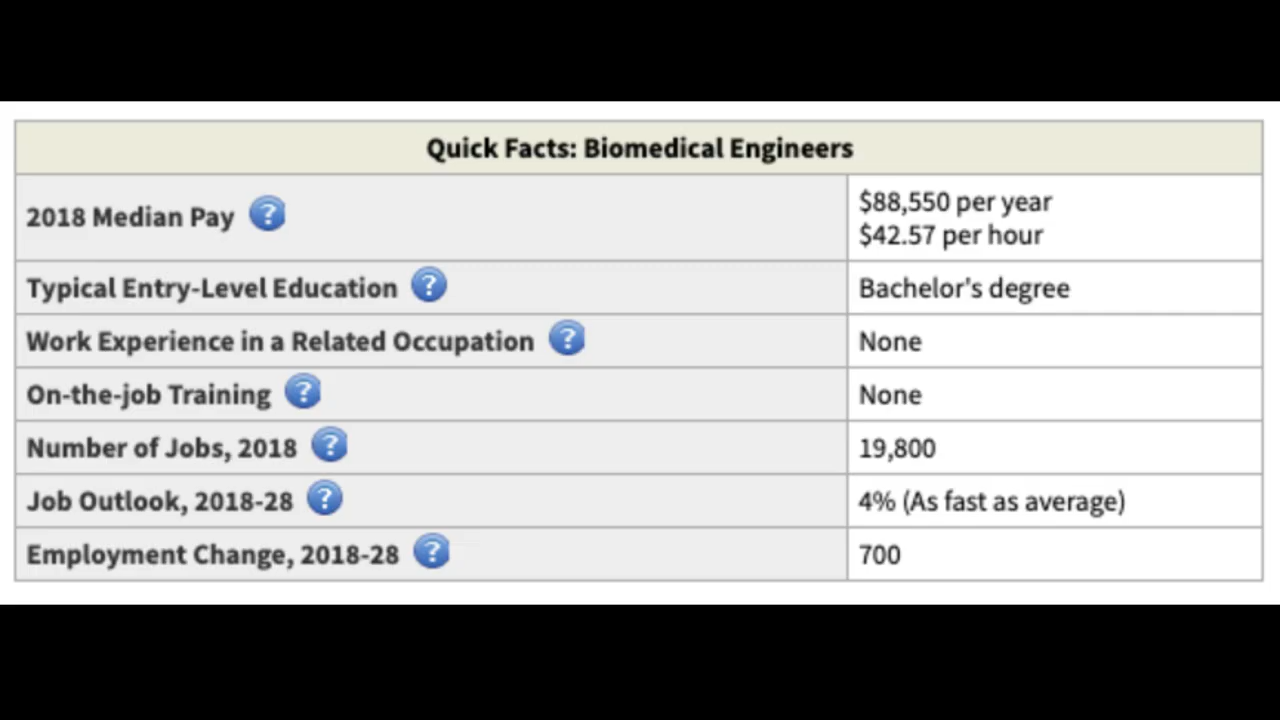 Quick Facts: Biomedical Engineers
2018 Median Pay ?
$88,550 per year
$42.57 per hour
Typical Entry-Level Education ?
Bachelor's degree
Work Experience in a Related Occupation ?
None
On-the-job Training ?
None
Number of Jobs, 2018 ?
19,800
Job Outlook, 2018-28 ?
4% (As fast as average)
Employment Change, 2018-28 ?
700